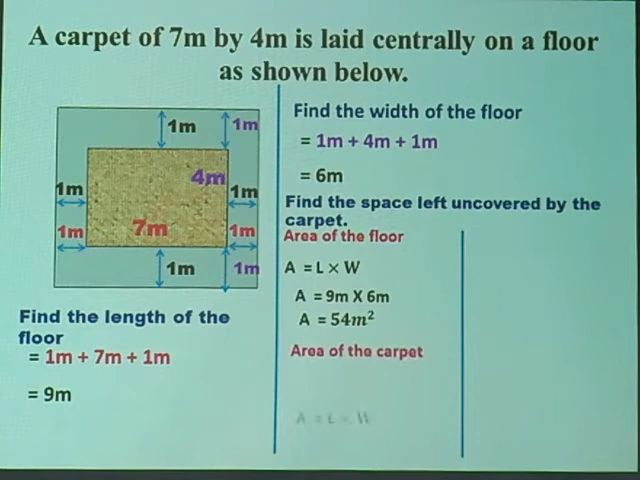 A carpet of 7m by 4m is laid centrally on a floor
as shown below.
1m
1m
4m
1m
1m
1m
7m
1m
1m
1m
Find the length of the
floor
= 1m + 7m + 1m
= 9m
Find the width of the floor
= 1m + 4m + 1m
= 6m
Find the space left uncovered by the
carpet.
Area of the floor
A = L × W
A = 9m X 6m
A = 54m²
Area of the carpet
A = L × W